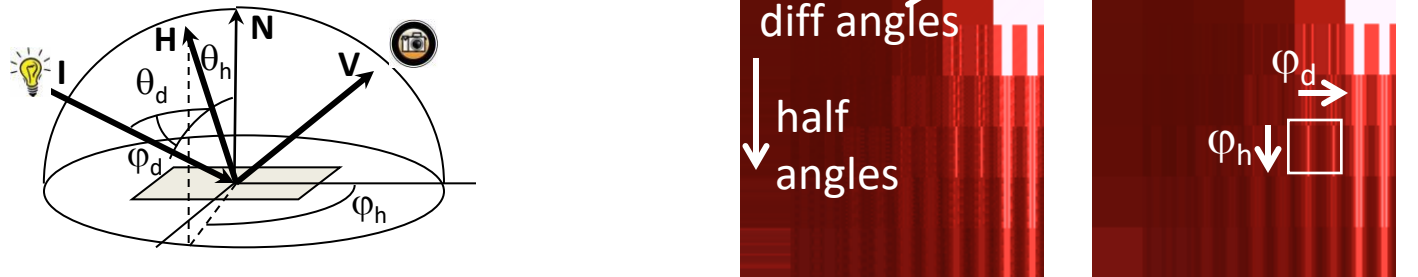 H
N
θh
I
V
θd
φd
φh
diff angles
half
angles
φd
φh